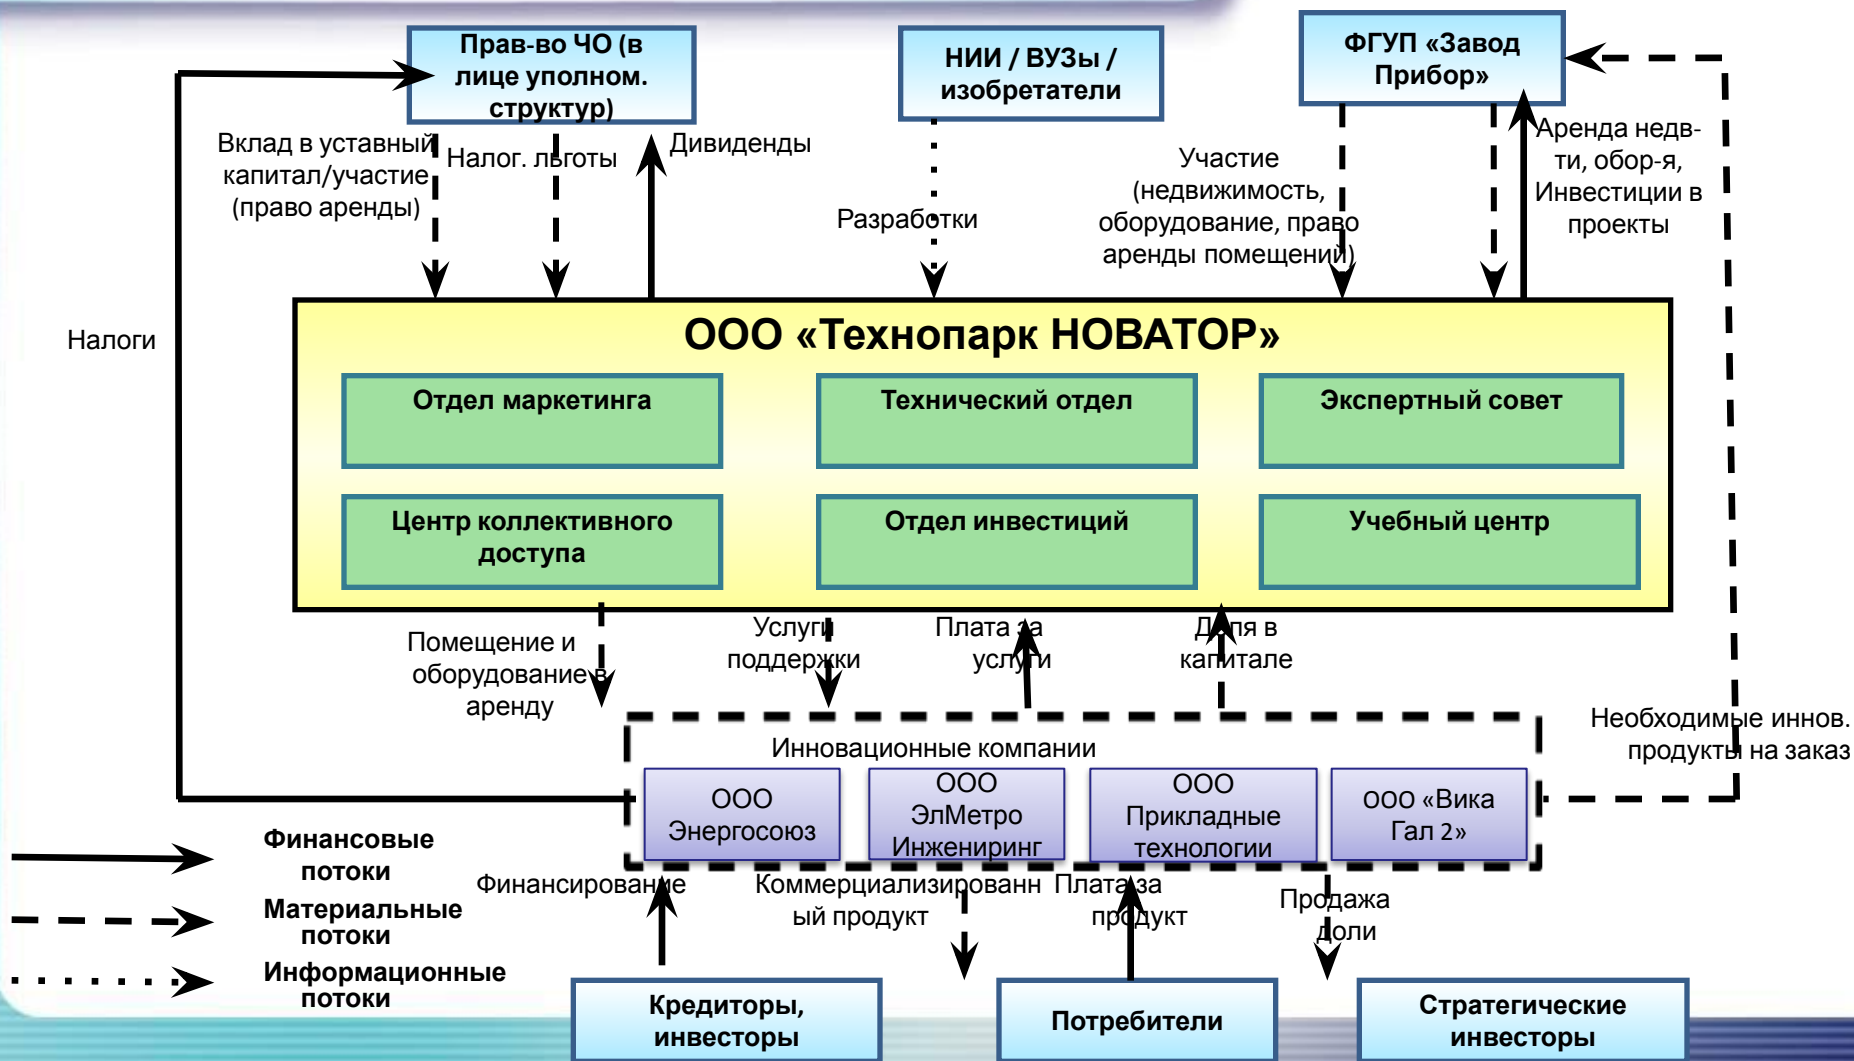 Прав-во ЧО (в
лице уполном.
структур)
НИИ / ВУЗы /
изобретатели
ФГУП «Завод
Прибор»
Вклад в уставный
капитал/участие
(право аренды)
Налог. льготы
Дивиденды
Разработки
Участие
(недвижимость,
оборудование, право
аренды помещений)
Аренда недв-
ти, обор-я,
Инвестиции в
проекты
Налоги
ООО «Технопарк НОВАТОР»
Отдел маркетинга
Технический отдел
Экспертный совет
Центр коллективного
доступа
Отдел инвестиций
Учебный центр
Помещение и
оборудование в
аренду
Услуги
поддержки
Плата за
услуги
Доля в
капитале
Необходимые иннов.
продукты на заказ
Инновационные компании
ООО
Энергосоюз
ООО
ЭлМетро
Инжениринг
ООО
Прикладные
технологии
ООО «Вика
Гал 2»
Финансовые
потоки
Материальные
потоки
Информационные
потоки
Финансирование
Коммерциализированн
ый продукт
Плата за
продукт
Продажа
доли
Кредиторы,
инвесторы
Потребители
Стратегические
инвесторы